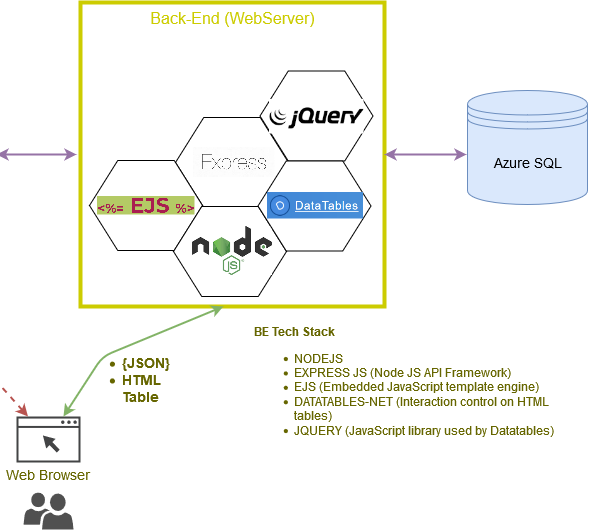 Back-End (WebServer)
jQuery
Express
<%= EJS %>
DataTables
node
JS
Azure SQL
{JSON}
HTML
Table
Web Browser
BE Tech Stack
NODEJS
EXPRESS JS (Node JS API Framework)
EJS (Embedded JavaScript template engine)
DATATABLES-NET (Interaction control on HTML
tables)
JQUERY (JavaScript library used by Datatables)